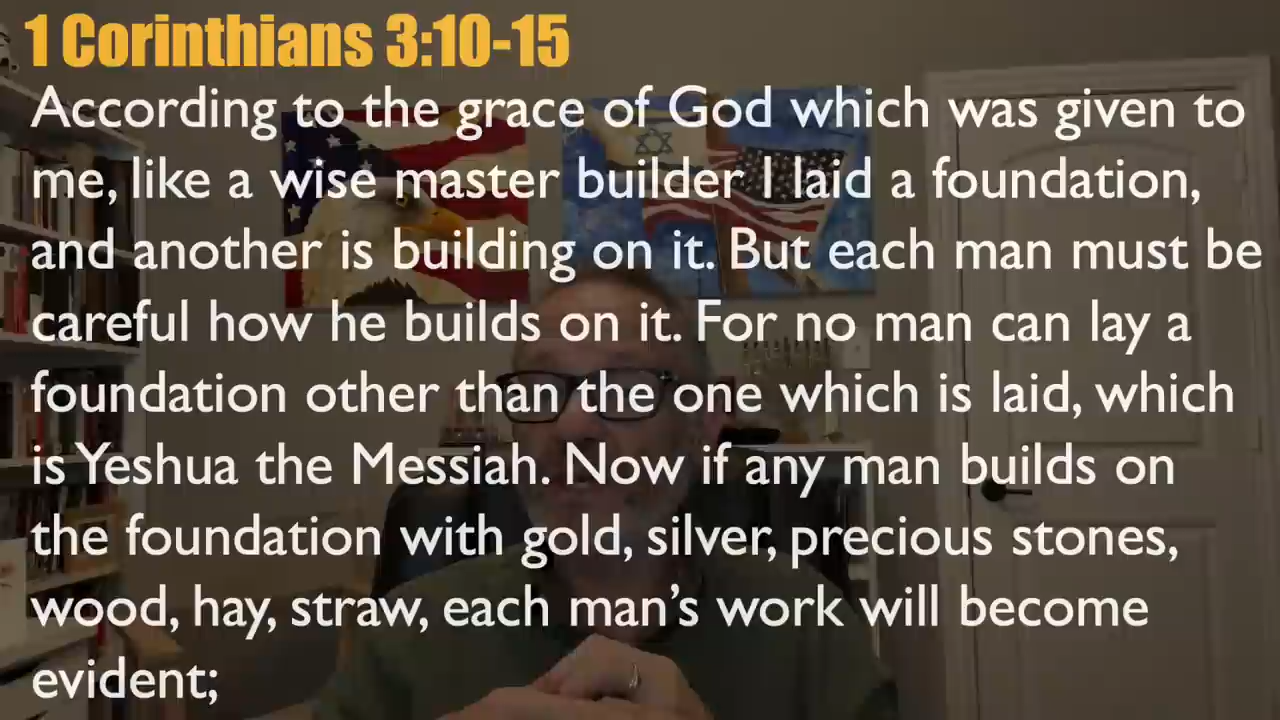 1 Corinthians 3:10-15
According to the grace of God which was given to
me, like a wise master builder I laid a foundation,
and another is building on it. But each man must be
careful how he builds on it. For no man can lay a
foundation other than the one which is laid, which
is Yeshua the Messiah. Now if any man builds on
the foundation with gold, silver, precious stones,
wood, hay, straw, each man’s work will become
evident;